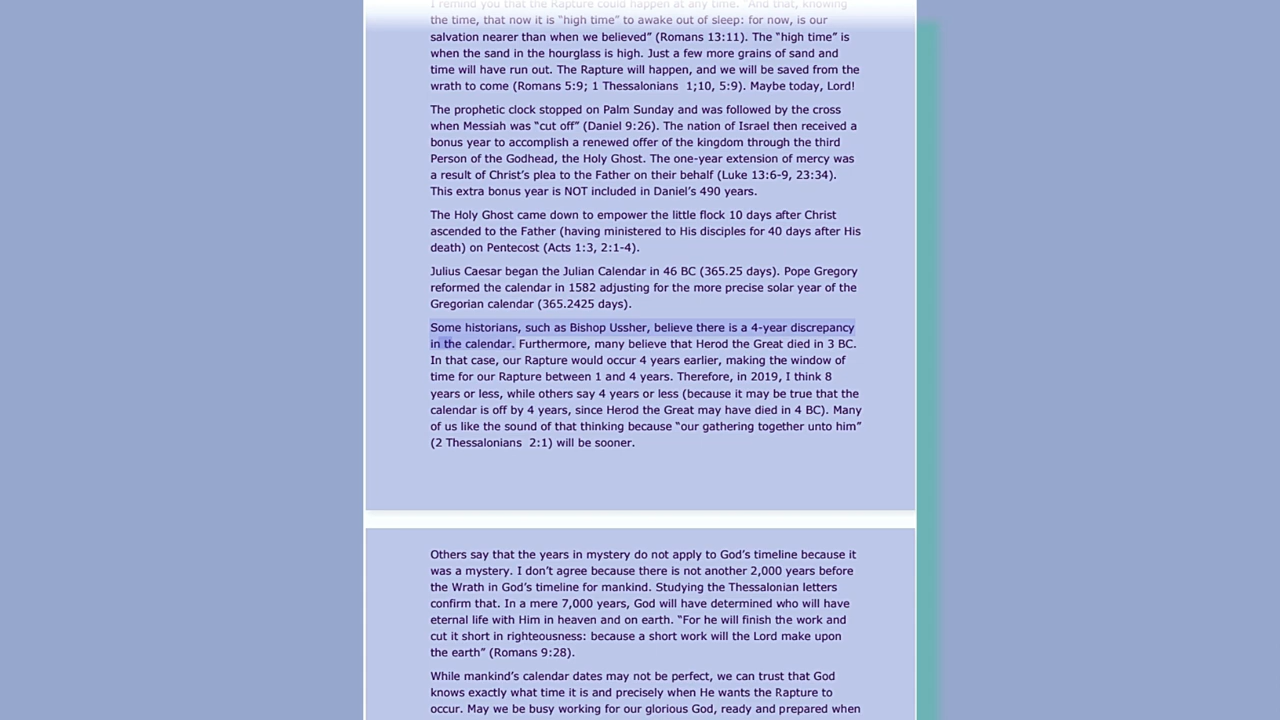 I remind you that the Rapture could happen at any time. “And that, knowing
the time, that now it is “high time” to awake out of sleep: for now, is our
salvation nearer than when we believed” (Romans 13:11). The “high time” is
when the sand in the hourglass is high. Just a few more grains of sand and
time will have run out. The Rapture will happen, and we will be saved from the
wrath to come (Romans 5:9; 1 Thessalonians  1;10, 5:9). Maybe today, Lord!
The prophetic clock stopped on Palm Sunday and was followed by the cross
when Messiah was “cut off” (Daniel 9:26). The nation of Israel then received a
bonus year to accomplish a renewed offer of the kingdom through the third
Person of the Godhead, the Holy Ghost. The one-year extension of mercy was
a result of Christ’s plea to the Father on their behalf (Luke 13:6-9, 23:34).
This extra bonus year is NOT included in Daniel’s 490 years.
The Holy Ghost came down to empower the little flock 10 days after Christ
ascended to the Father (having ministered to His disciples for 40 days after His
death) on Pentecost (Acts 1:3, 2:1-4).
Julius Caesar began the Julian Calendar in 46 BC (365.25 days). Pope Gregory
reformed the calendar in 1582 adjusting for the more precise solar year of the
Gregorian calendar (365.2425 days).
Some historians, such as Bishop Ussher, believe there is a 4-year discrepancy
in the calendar. Furthermore, many believe that Herod the Great died in 3 BC.
In that case, our Rapture would occur 4 years earlier, making the window of
time for our Rapture between 1 and 4 years. Therefore, in 2019, I think 8
years or less, while others say 4 years or less (because it may be true that the
calendar is off by 4 years, since Herod the Great may have died in 4 BC). Many
of us like the sound of that thinking because “our gathering together unto him”
(2 Thessalonians  2:1) will be sooner.
Others say that the years in mystery do not apply to God’s timeline because it
was a mystery. I don’t agree because there is not another 2,000 years before
the Wrath in God’s timeline for mankind. Studying the Thessalonian letters
confirm that. In a mere 7,000 years, God will have determined who will have
eternal life with Him in heaven and on earth. “For he will finish the work and
cut it short in righteousness: because a short work will the Lord make upon
the earth” (Romans 9:28).
While mankind’s calendar dates may not be perfect, we can trust that God
knows exactly what time it is and precisely when He wants the Rapture to
occur. May we be busy working for our glorious God, ready and prepared when